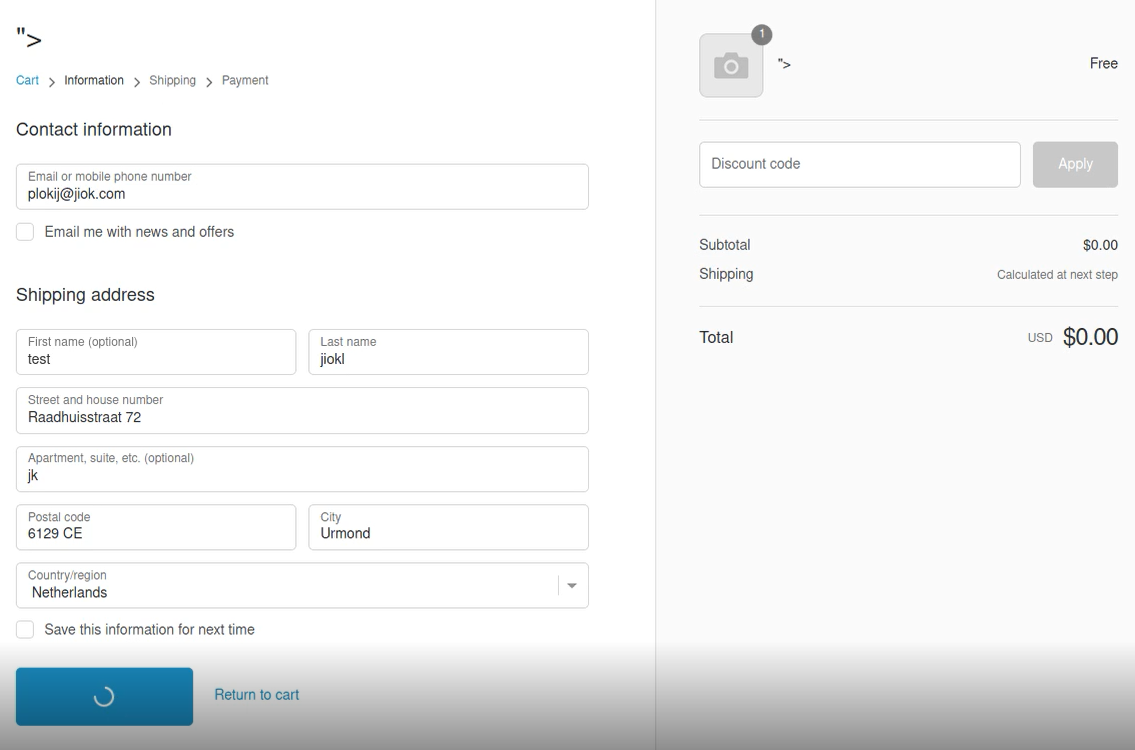 ">
Cart > Information > Shipping > Payment
Contact information
Email or mobile phone number
plokij@jiok.com
Email me with news and offers
Shipping address
First name (optional)
test
Last name
jiokl
Street and house number
Raadhuisstraat 72
Apartment, suite, etc. (optional)
jk
Postal code
6129 CE
City
Urmond
Country/region
Netherlands
Save this information for next time
Return to cart
1
"> Free
Discount code Apply
Subtotal $0.00
Shipping Calculated at next step
Total USD $0.00